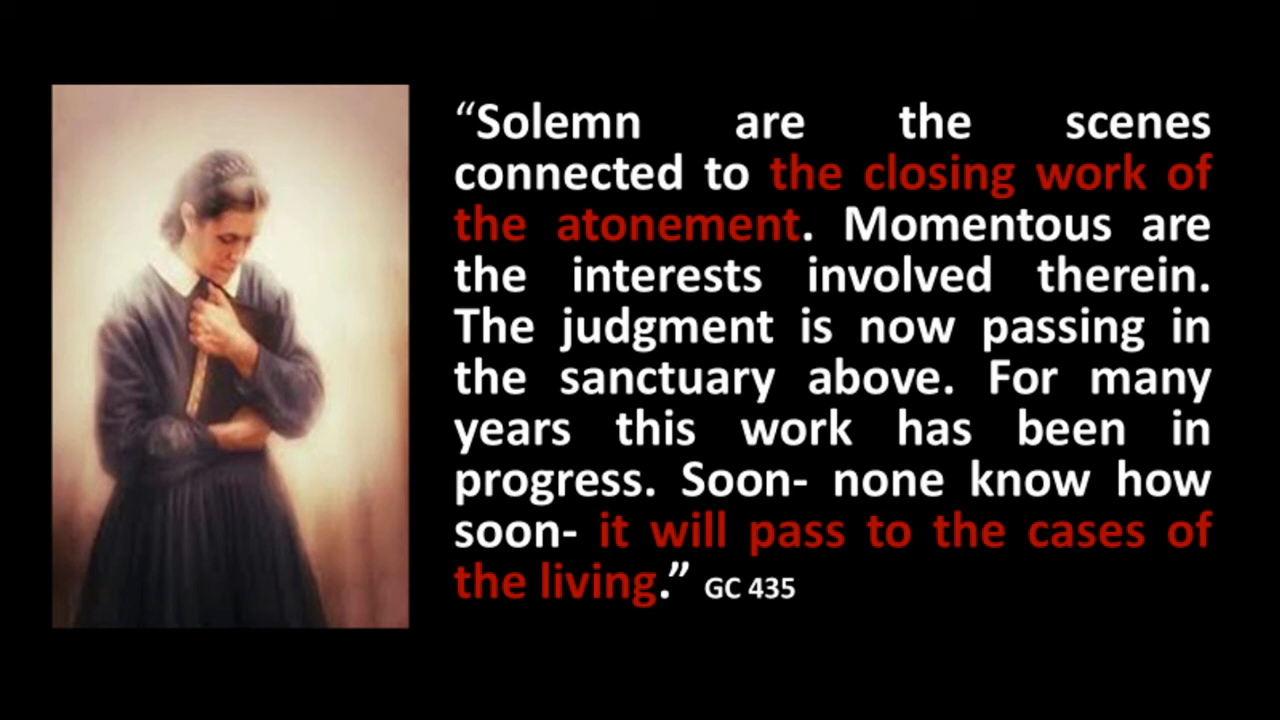 “Solemn are the scenes
connected to the closing work of
the atonement. Momentous are
the interests involved therein.
The judgment is now passing in
the sanctuary above. For many
years this work has been in
progress. Soon- none know how
soon- it will pass to the cases of
the living.” GC 435